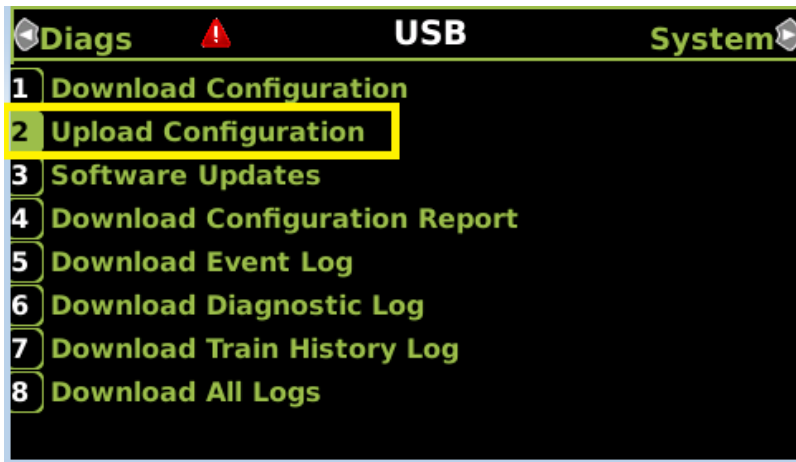 Diags USB System
1 Download Configuration
2 Upload Configuration
3 Software Updates
4 Download Configuration Report
5 Download Event Log
6 Download Diagnostic Log
7 Download Train History Log
8 Download All Logs